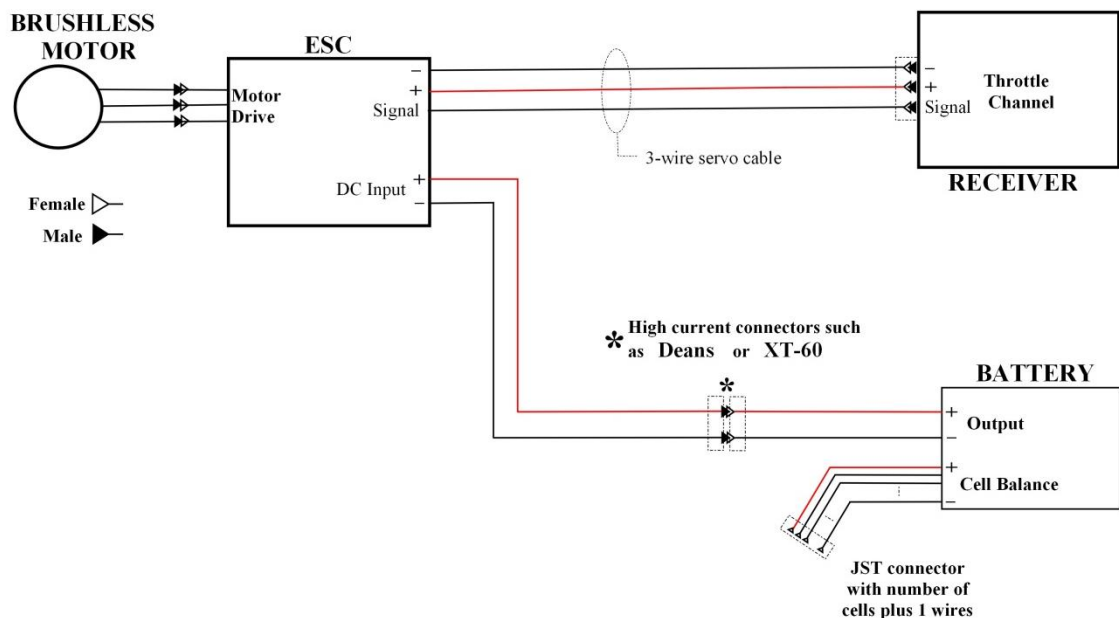 BRUSHLESS
MOTOR
ESC
Motor
Drive
−
+
Signal
DC Input
+
−
3-wire servo cable
−
+
Signal
Throttle
Channel
RECEIVER
Female
Male
* High current connectors such
as Deans or XT-60
*
BATTERY
+
Output
−
+
Cell Balance
−
JST connector
with number of
cells plus 1 wires